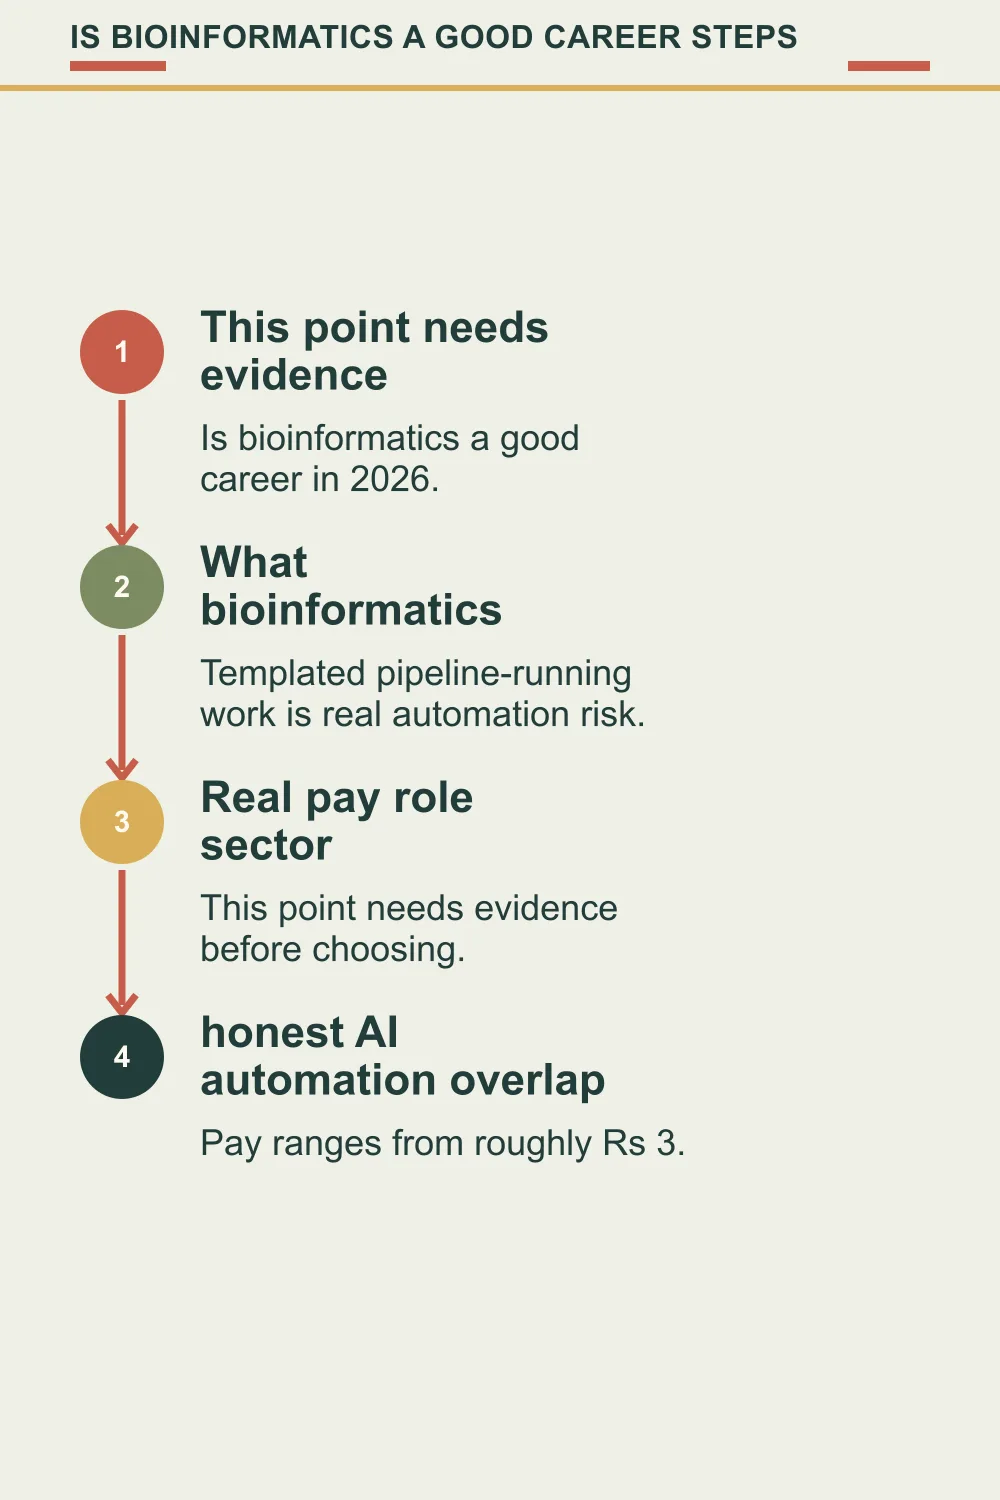 IS BIOINFORMATICS A GOOD CAREER STEPS
1
This point needs
evidence
Is bioinformatics a good
career in 2026.
2
What
bioinformatics
Templated pipeline-running
work is real automation risk.
3
Real pay role
sector
This point needs evidence
before choosing.
4
honest AI
automation overlap
Pay ranges from roughly Rs 3.